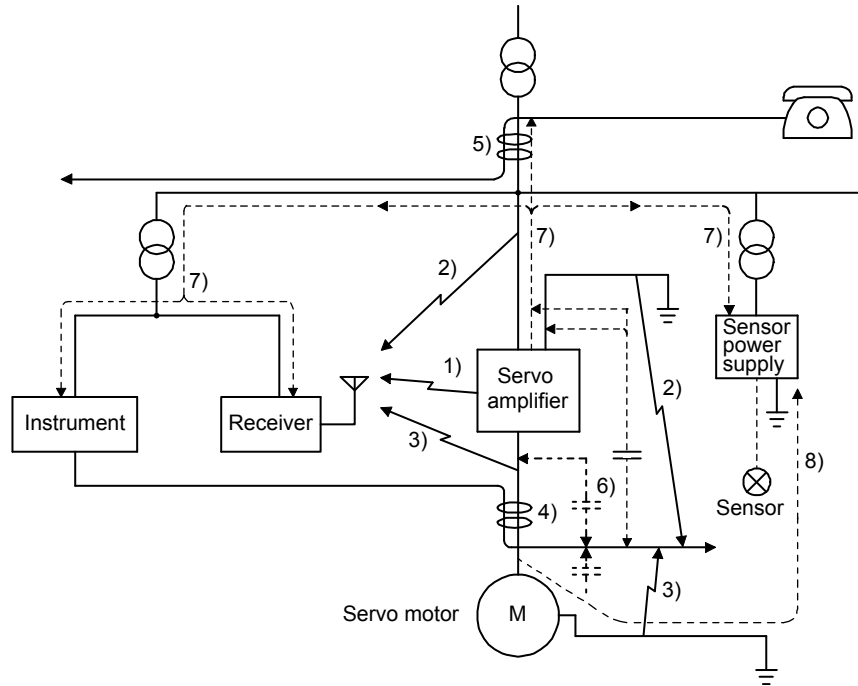 5)
7)
7)
7)
2)
1)
Servo
amplifier
Sensor
power
supply
2)
Instrument
Receiver
3)
6)
8)
4)
Sensor
3)
Servo motor
M